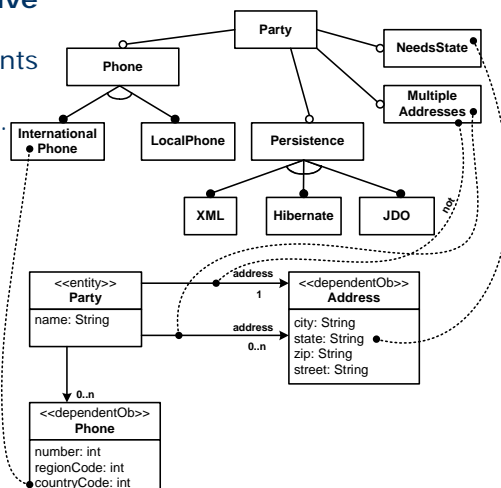 ive
nts
.
Party
NeedsState
Phone
Multiple
Addresses
International
Phone
LocalPhone
Persistence
XML
Hibernate
JDO
not
<<entity>>
Party
name: String
address
1
address
0..n
<<dependentOb>>
Address
city: String
state: String
zip: String
street: String
0..n
<<dependentOb>>
Phone
number: int
regionCode: int
countryCode: int